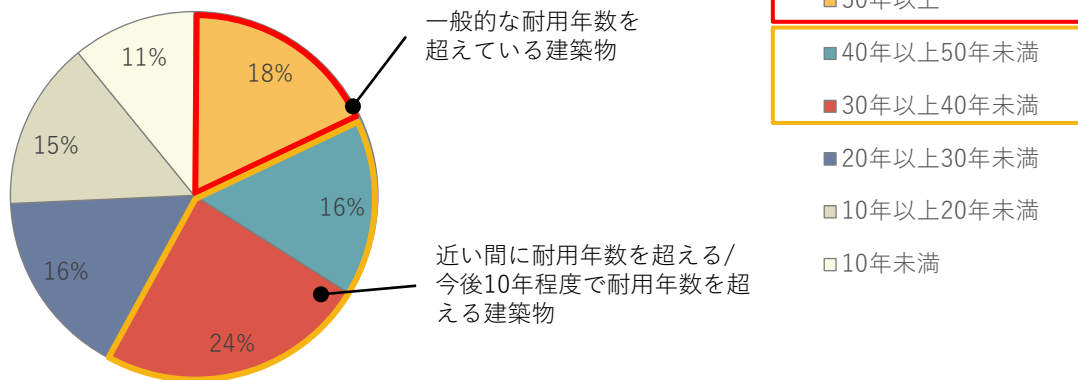 一般的な耐用年数を
超えている建築物
11%
18%
15%
16%
16%
24%
近い間に耐用年数を超える/
今後10年程度で耐用年数を超
える建築物
50年以上
40年以上50年未満
30年以上40年未満
20年以上30年未満
10年以上20年未満
10年未満